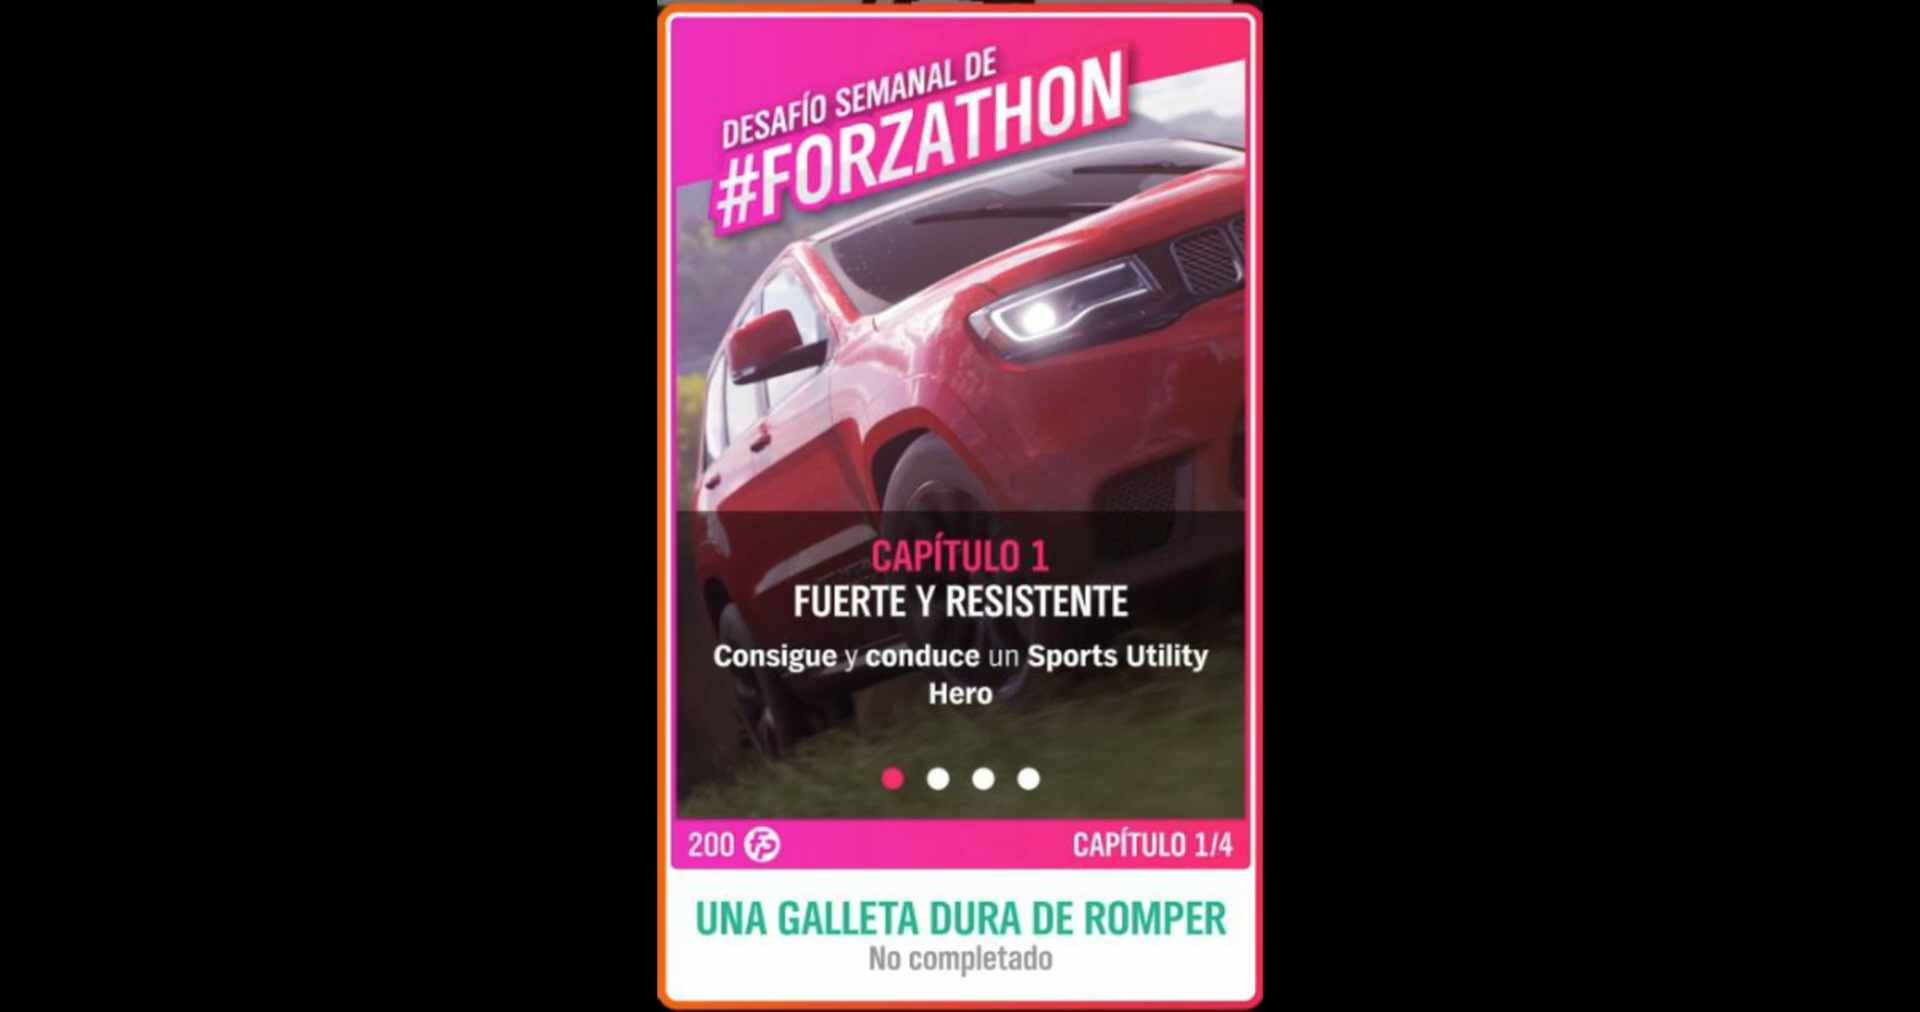 DESAFÍO SEMANAL DE
#FORZATHON
CAPÍTULO 1
FUERTE Y RESISTENTE
Consigue y conduce un Sports Utility
Hero
200
CAPÍTULO 1/4
UNA GALLETA DURA DE ROMPER
No completado